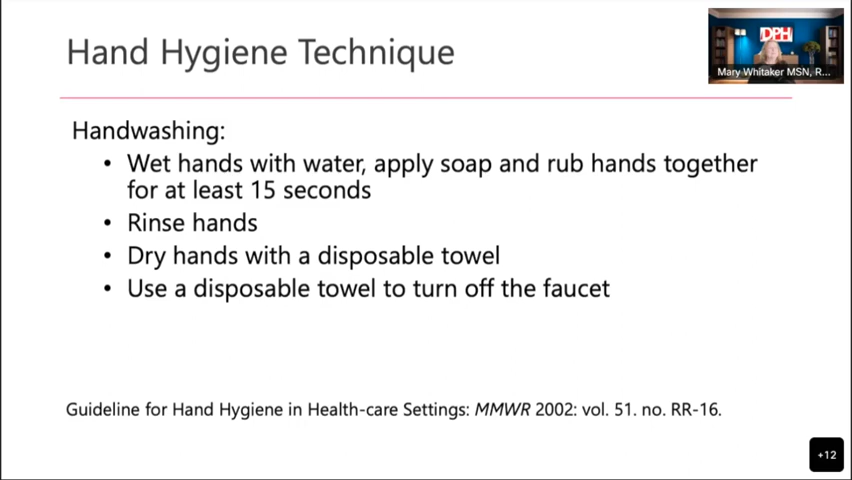 Hand Hygiene Technique
DPH
Mary Whitaker MSN, R...
Handwashing:
• Wet hands with water, apply soap and rub hands together
for at least 15 seconds
• Rinse hands
• Dry hands with a disposable towel
• Use a disposable towel to turn off the faucet
Guideline for Hand Hygiene in Health-care Settings: MMWR 2002: vol. 51. no. RR-16.
+12